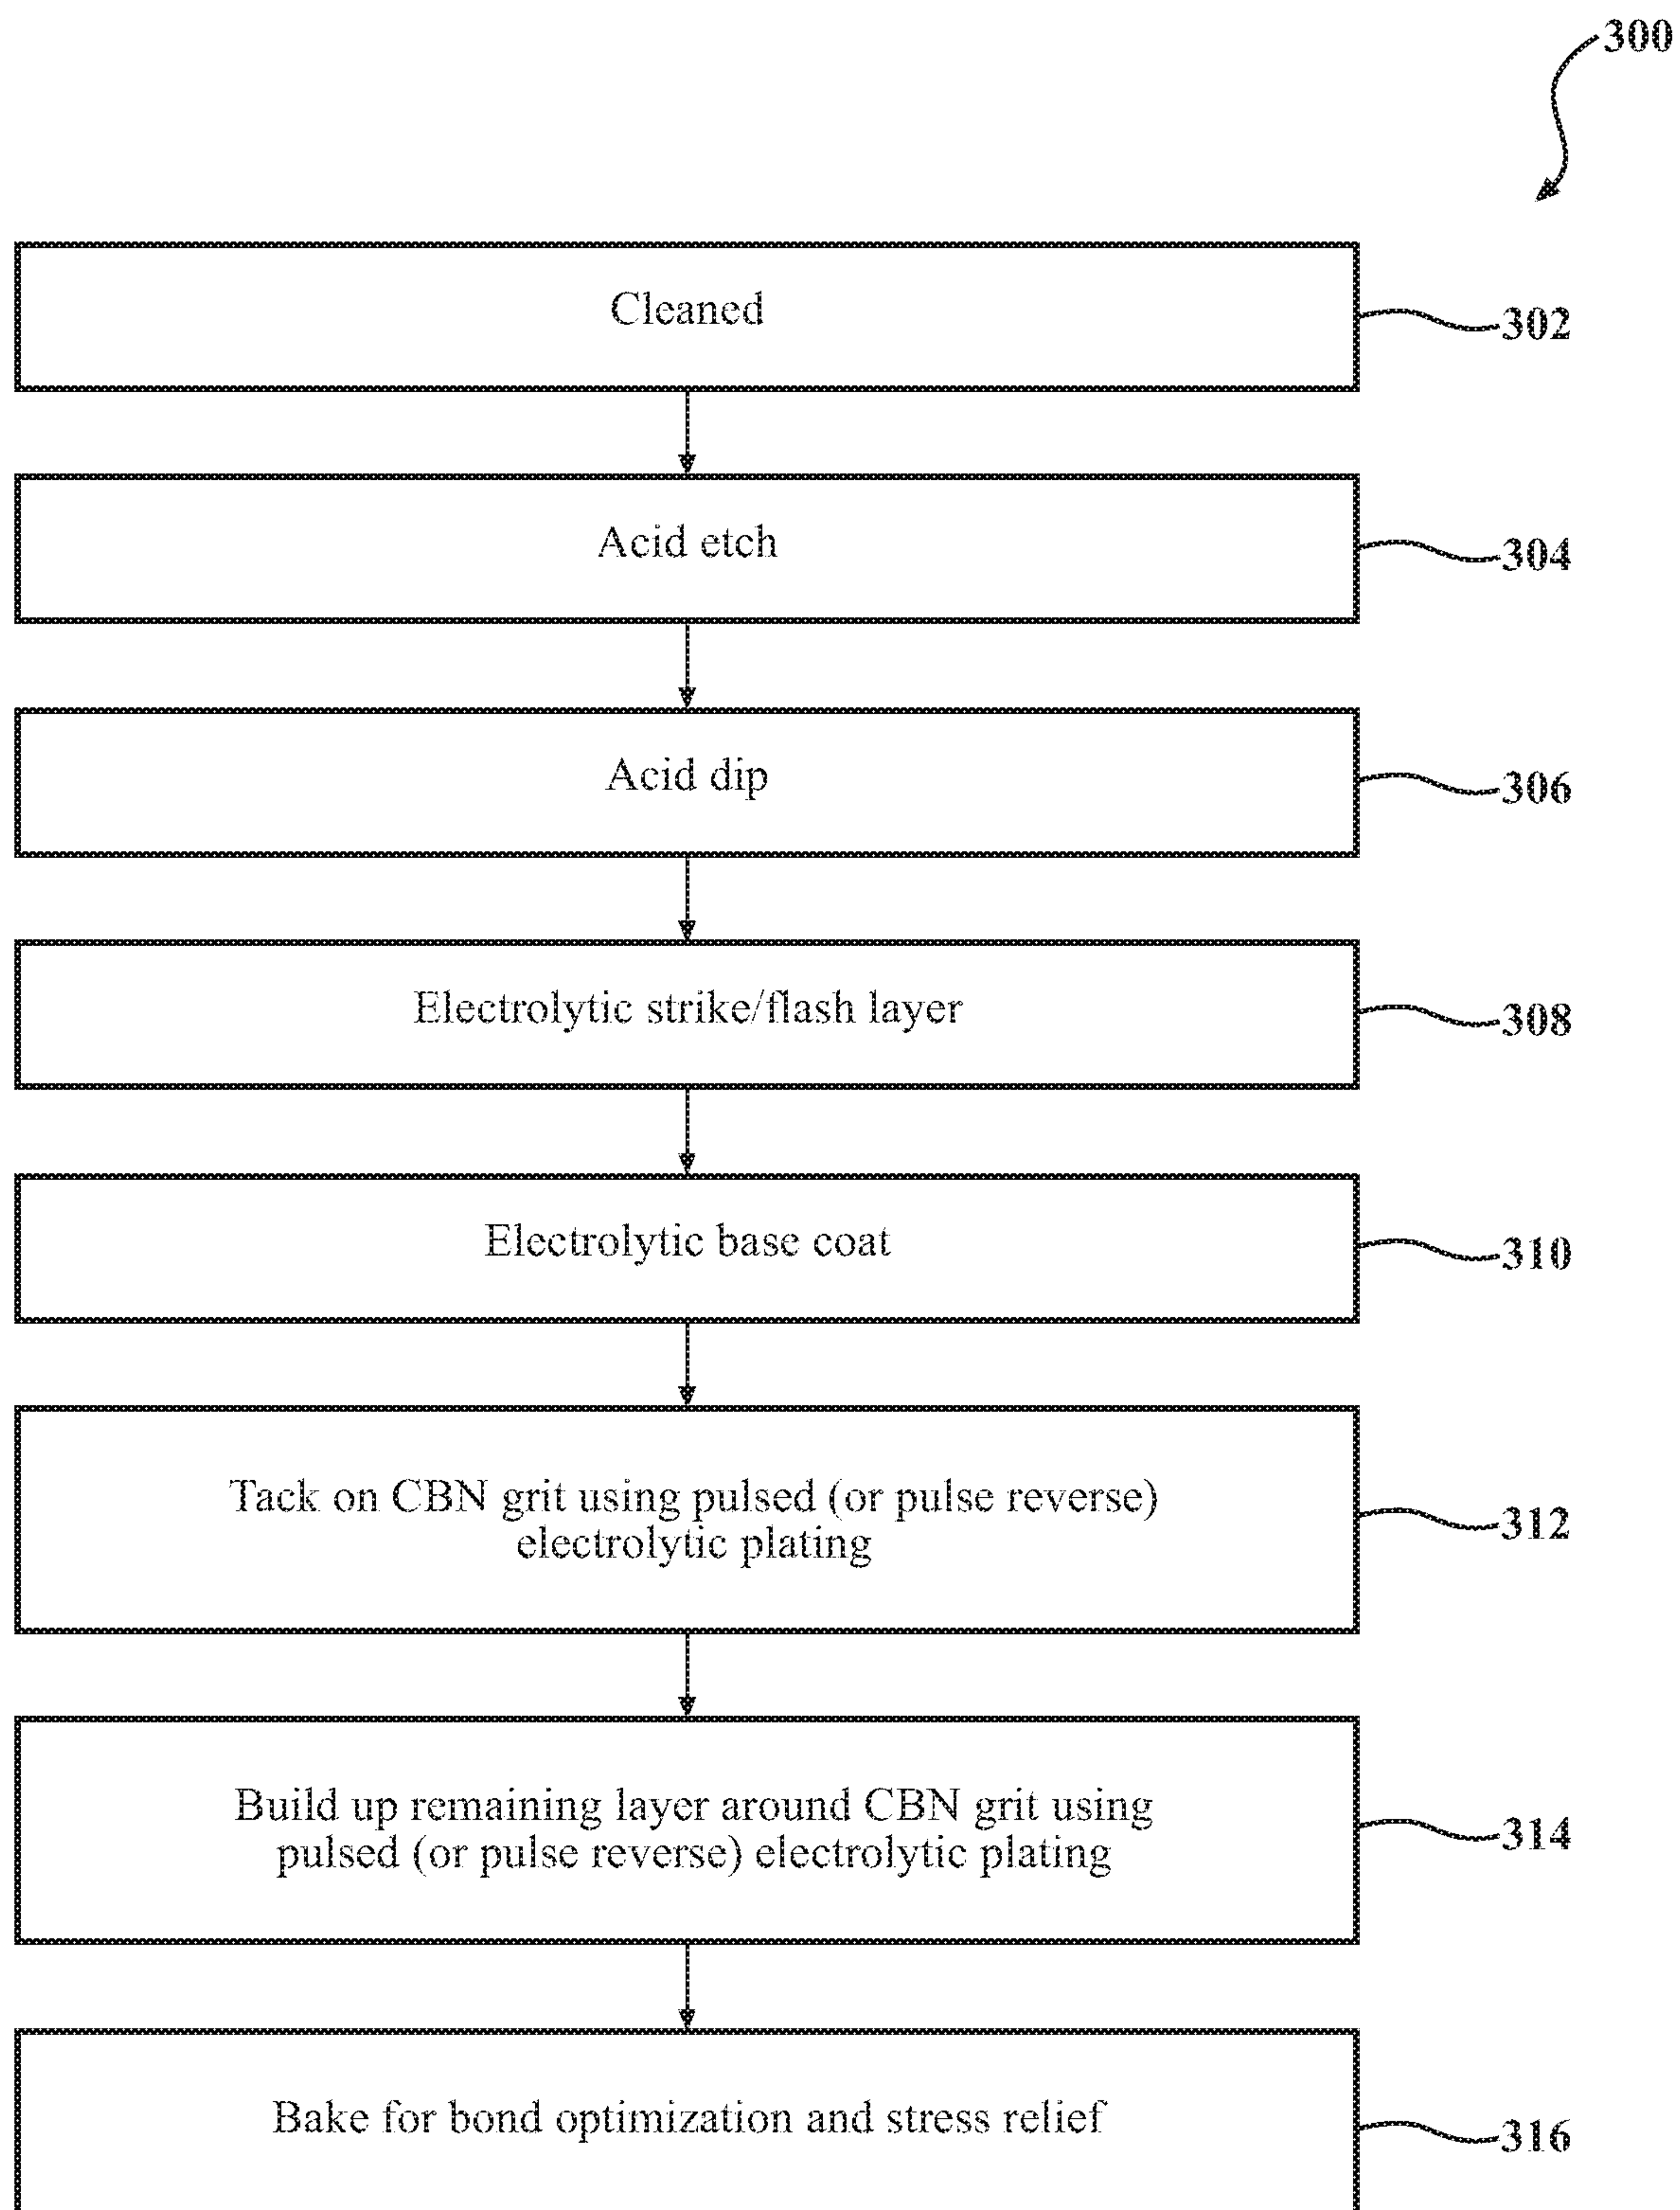 300
Cleaned
302
Acid etch
304
Acid dip
306
Electrolytic strike/flash layer
308
Electrolytic base coat
310
Tack on CBN grit using pulsed (or pulse reverse)
electrolytic plating
312
Build up remaining layer around CBN grit using
pulsed (or pulse reverse) electrolytic plating
314
Bake for bond optimization and stress relief
316